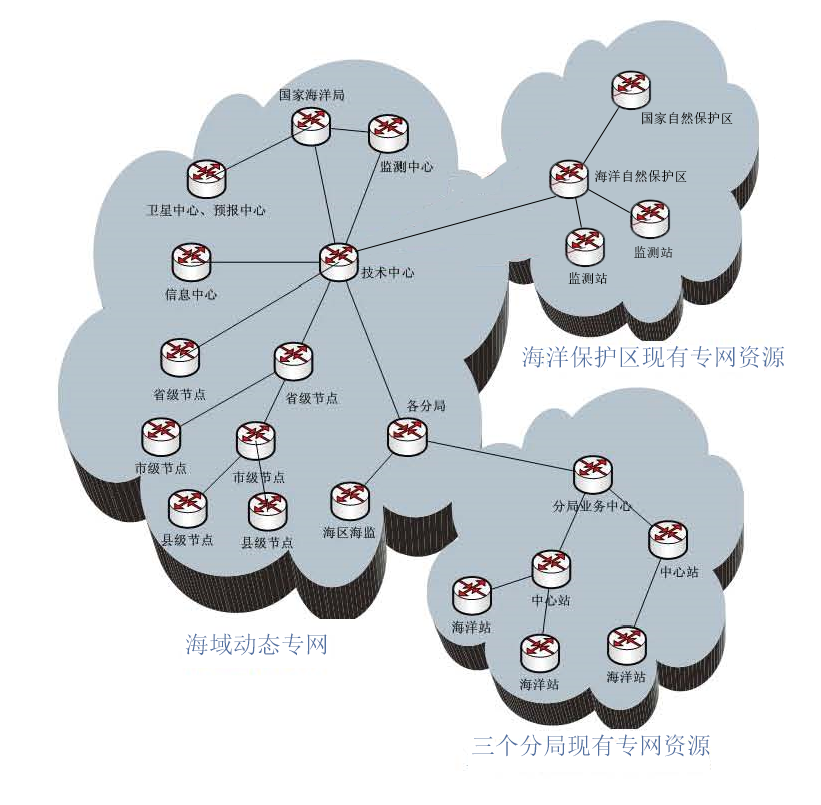 国家海洋局
监测中心
卫星中心、预报中心
信息中心
技术中心
省级节点
省级节点
各分局
市级节点
市级节点
县级节点
县级节点
海区海监
海域动态专网
国家自然保护区
海洋自然保护区
监测站
监测站
海洋保护区现有专网资源
分局业务中心
中心站
中心站
海洋站
海洋站
海洋站
三个分局现有专网资源